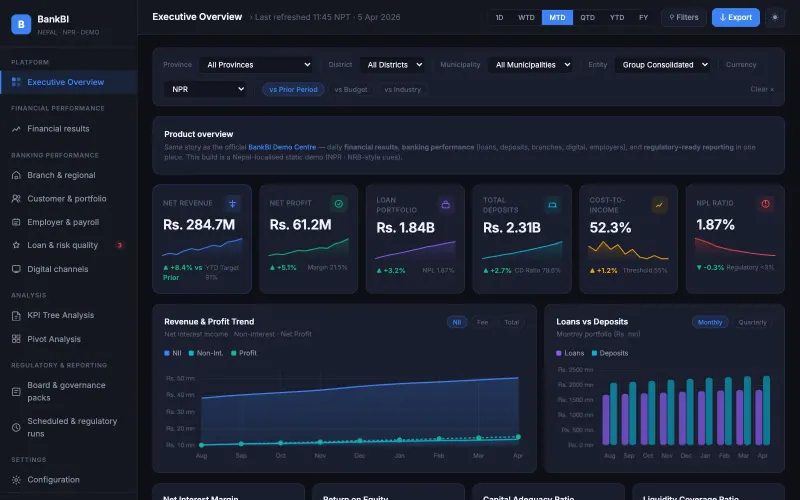 B BankBI
NEPAL · NPR · DEMO
PLATFORM
Executive Overview
FINANCIAL PERFORMANCE
Financial results
BANKING PERFORMANCE
Branch & regional
Customer & portfolio
Employer & payroll
Loan & risk quality 3
Digital channels
ANALYSIS
KPI Tree Analysis
Pivot Analysis
REGULATORY & REPORTING
Board & governance
packs
Scheduled & regulatory
runs
SETTINGS
Configuration
Executive Overview › Last refreshed 11:45 NPT · 5 Apr 2026
1D WTD MTD QTD YTD FY Filters Export
Province All Provinces District All Districts Municipality All Municipalities Entity Group Consolidated Currency
NPR vs Prior Period vs Budget vs Industry Clear ×
Product overview
Same story as the official BankBI Demo Centre — daily financial results, banking performance (loans, deposits, branches, digital, employers), and regulatory-ready reporting in one
place. This build is a Nepal-localised static demo (NPR · NRB-style cues).
NET REVENUE
Rs. 284.7M
▲ +8.4% vs Prior YTD Target 91%
NET PROFIT
Rs. 61.2M
▲ +5.1% Margin 21.5%
LOAN PORTFOLIO
Rs. 1.84B
▲ +3.2% NPL 1.87%
TOTAL DEPOSITS
Rs. 2.31B
▲ +2.7% CD Ratio 79.6%
COST-TO-INCOME
52.3%
▲ +1.2% Threshold 55%
NPL RATIO
1.87%
▼ -0.3% Regulatory <3%
Revenue & Profit Trend NII Fee Total
Net Interest Income · Non-Interest · Net Profit
NII Non-Int. Profit
Rs. 50 mn
Rs. 40 mn
Rs. 30 mn
Rs. 20 mn
Rs. 10 mn
Aug Sep Oct Nov Dec Jan Feb Mar Apr
Loans vs Deposits Monthly Quarterly
Monthly portfolio (Rs. mn)
Loans Deposits
Rs. 2500 mn
Rs. 2000 mn
Rs. 1500 mn
Rs. 1000 mn
Rs. 500 mn
Aug Sep Oct Nov Dec Jan Feb Mar Apr
Net Interest Margin
Return on Equity
Capital Adequacy Ratio
Liquidity Coverage Ratio